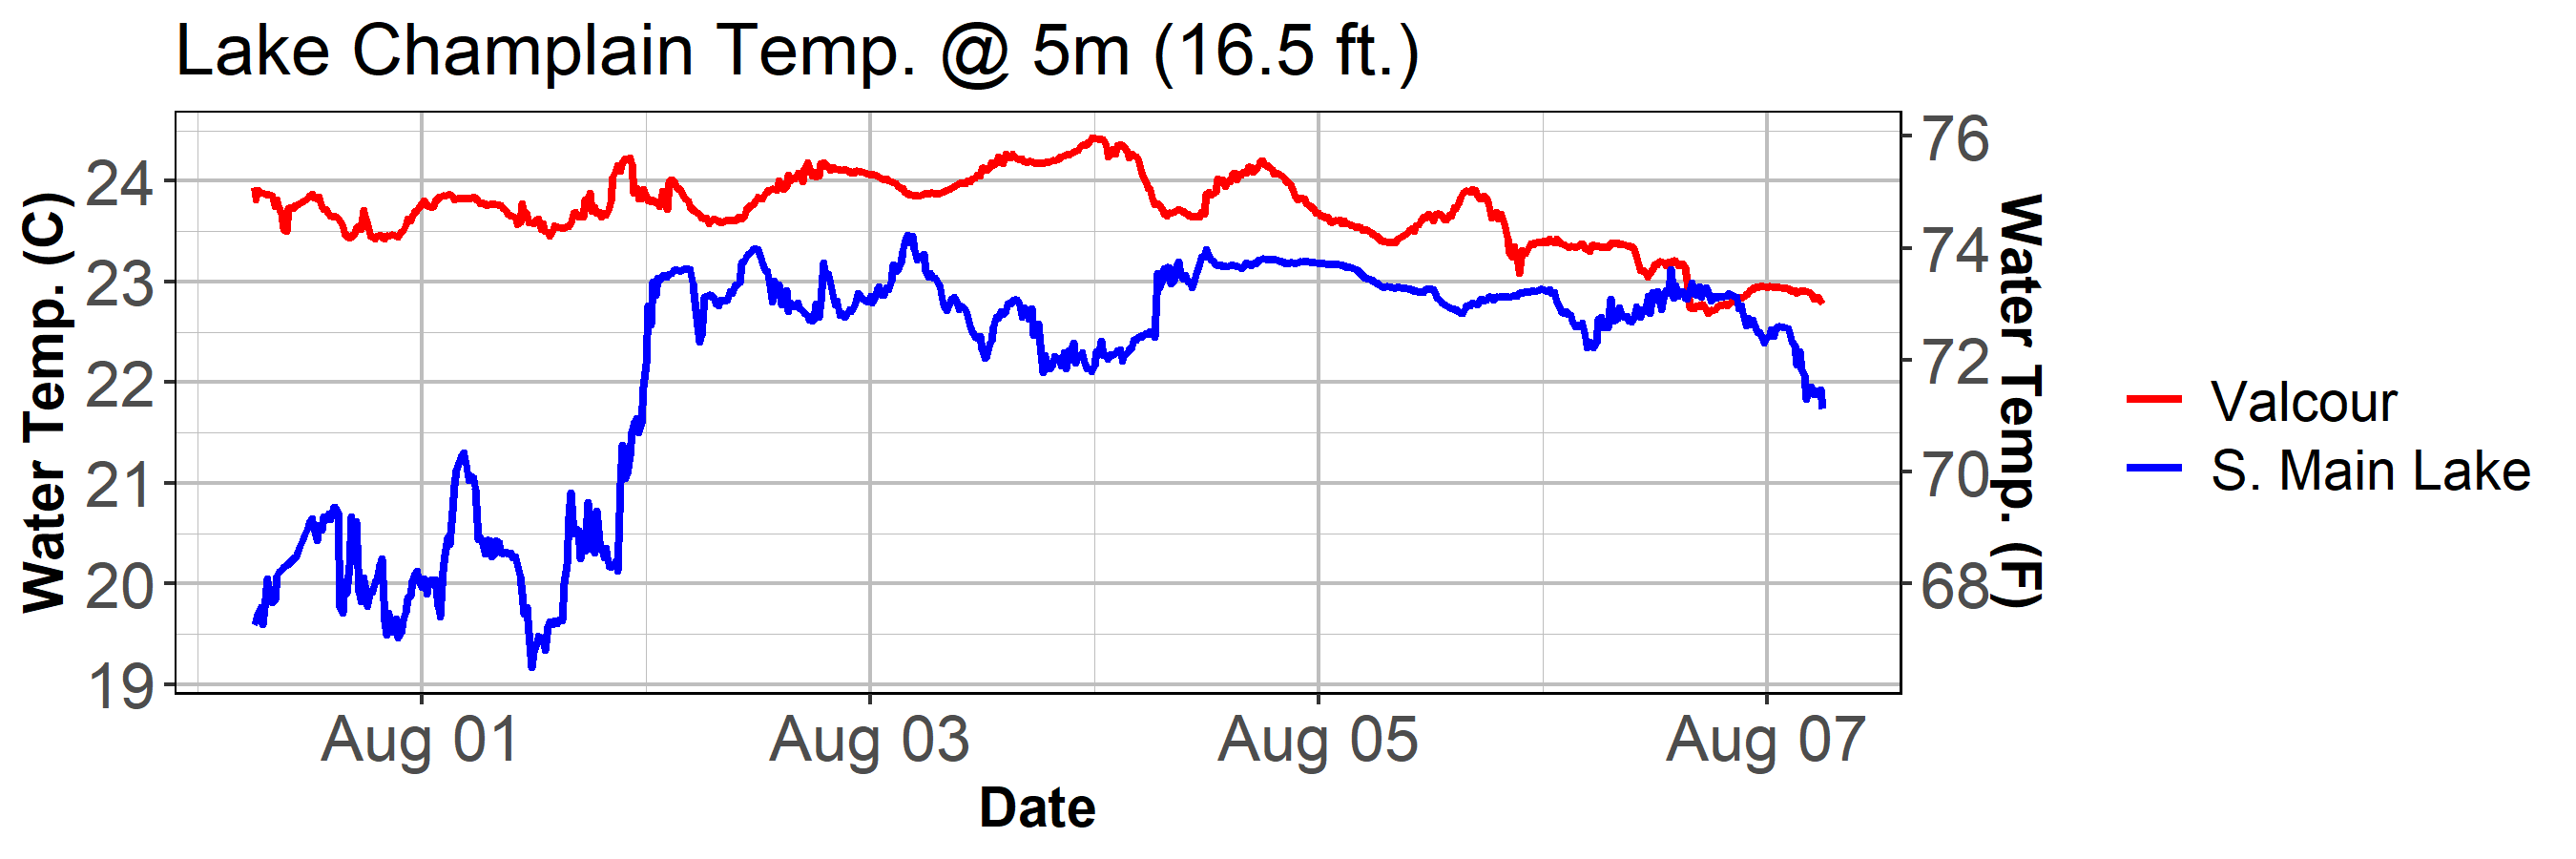 Lake Champlain Temp. @ 5m (16.5 ft.)
Water Temp. (C)
24
23
22
21
20
19
76
74
72
70
68
Water Temp. (F)
Aug 01 Aug 03 Aug 05 Aug 07
Date
Valcour
S. Main Lake